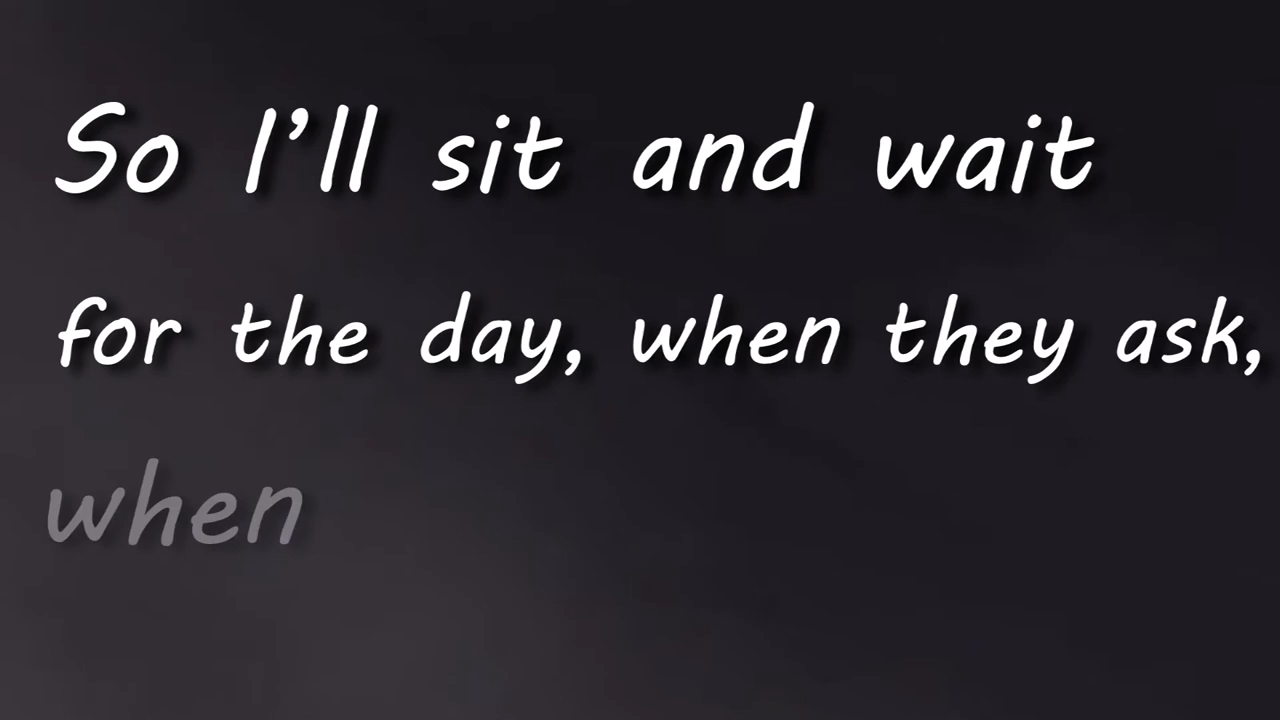 So I’ll sit and wait
for the day, when they ask,
when